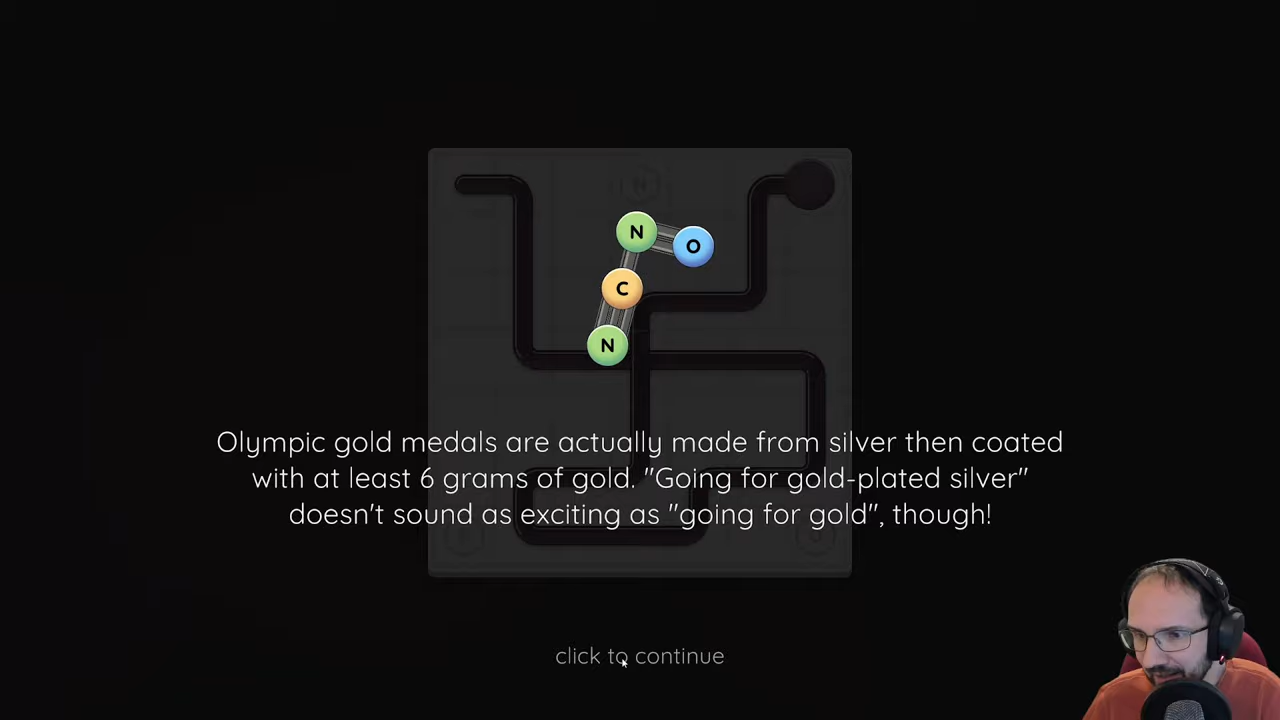 N
O
C
N
Olympic gold medals are actually made from silver then coated
with at least 6 grams of gold. "Going for gold-plated silver"
doesn't sound as exciting as "going for gold", though!
click to continue